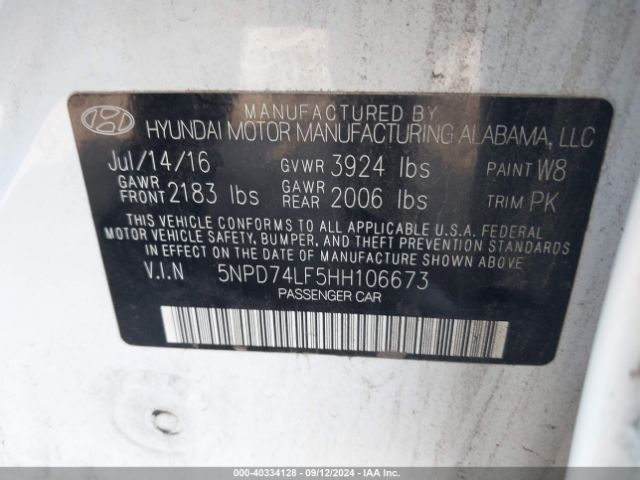 MANUFACTURED BY
HYUNDAI MOTOR MANUFACTURING ALABAMA, LLC
Jul/14/16 GVWR 3924 lbs PAINT W8
GAWR FRONT 2183 lbs GAWR REAR 2006 lbs TRIM PK
THIS VEHICLE CONFORMS TO ALL APPLICABLE U.S.A. FEDERAL
MOTOR VEHICLE SAFETY, BUMPER, AND THEFT PREVENTION STANDARDS
IN EFFECT ON THE DATE OF MANUFACTURE SHOWN ABOVE.
V.I.N 5NPD74LF5HH106673
PASSENGER CAR
000-40334128 - 09/12/2024 - IAA Inc.